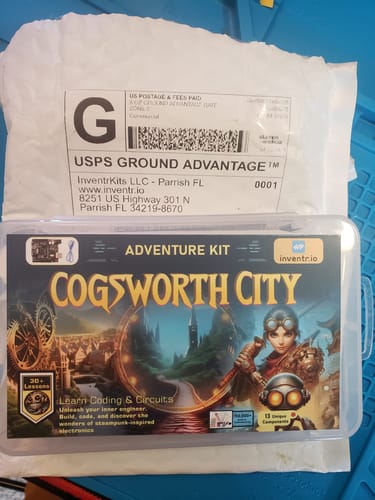 G
US POSTAGE & FEES PAID
Commercial
USPS GROUND ADVANTAGE™
InventrKits LLC - Parrish FL
0001
www.inventr.io
8251 US Highway 301 N
Parrish FL 34219-8670
ADVENTURE KIT
inventr.io
COGSWORTH CITY
30+
Lessons
Learn Coding & Circuits
Unleash your inner engineer.
Build, code, and discover the
wonders of steampunk-inspired
electronics
13 Unique
Components